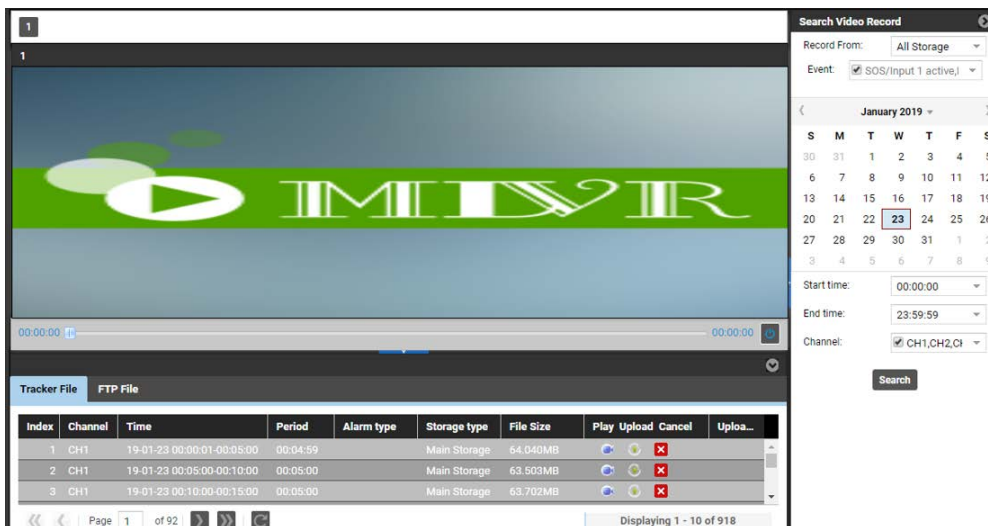 1
Search Video Record
1
Record From: All Storage
Event: SOS/Input 1 active,I
MDVR
January 2019
S M T W T F S
30 31 1 2 3 4 5
6 7 8 9 10 11 12
13 14 15 16 17 18 19
20 21 22 23 24 25 26
27 28 29 30 31 1 2
3 4 5 6 7 8 9
Start time: 00:00:00
End time: 23:59:59
Channel: CH1,CH2,CH
Search
00:00:00 00:00:00
Tracker File FTP File
Index Channel Time Period Alarm type Storage type File Size Play Upload Cancel Uploa...
1 CH1 19-01-23 00:00:01-00:05:00 00:04:59 Main Storage 64.040MB
2 CH1 19-01-23 00:05:00-00:10:00 00:05:00 Main Storage 63.503MB
3 CH1 19-01-23 00:10:00-00:15:00 00:05:00 Main Storage 63.702MB
Page 1 of 92 Displaying 1 - 10 of 918